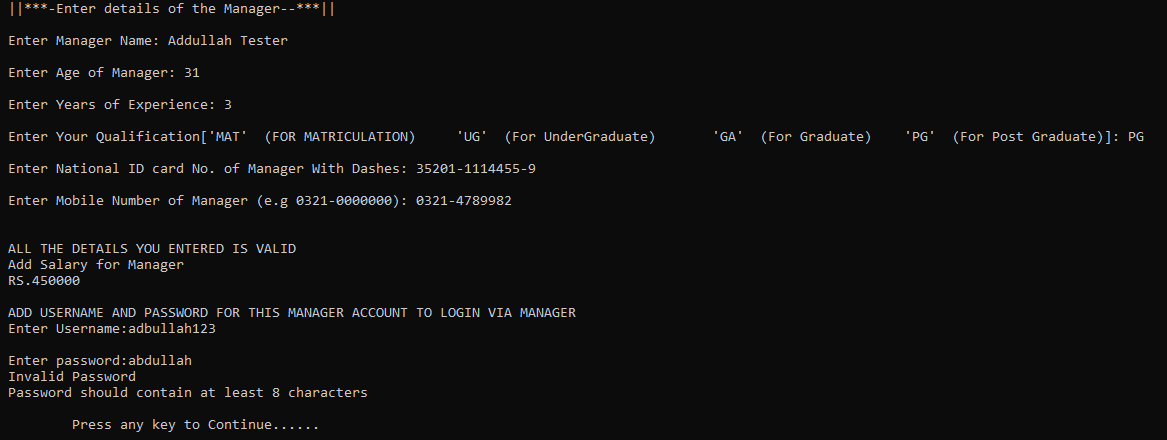 ||***-Enter details of the Manager--***||
Enter Manager Name: Addullah Tester
Enter Age of Manager: 31
Enter Years of Experience: 3
Enter Your Qualification['MAT'  (FOR MATRICULATION)     'UG'  (For UnderGraduate)       'GA'  (For Graduate)    'PG'  (For Post Graduate)]: PG
Enter National ID card No. of Manager With Dashes: 35201-1114455-9
Enter Mobile Number of Manager (e.g 0321-0000000): 0321-4789982
ALL THE DETAILS YOU ENTERED IS VALID
Add Salary for Manager
RS.450000
ADD USERNAME AND PASSWORD FOR THIS MANAGER ACCOUNT TO LOGIN VIA MANAGER
Enter Username:adbullah123
Enter password:abdullah
Invalid Password
Password should contain at least 8 characters
Press any key to Continue......